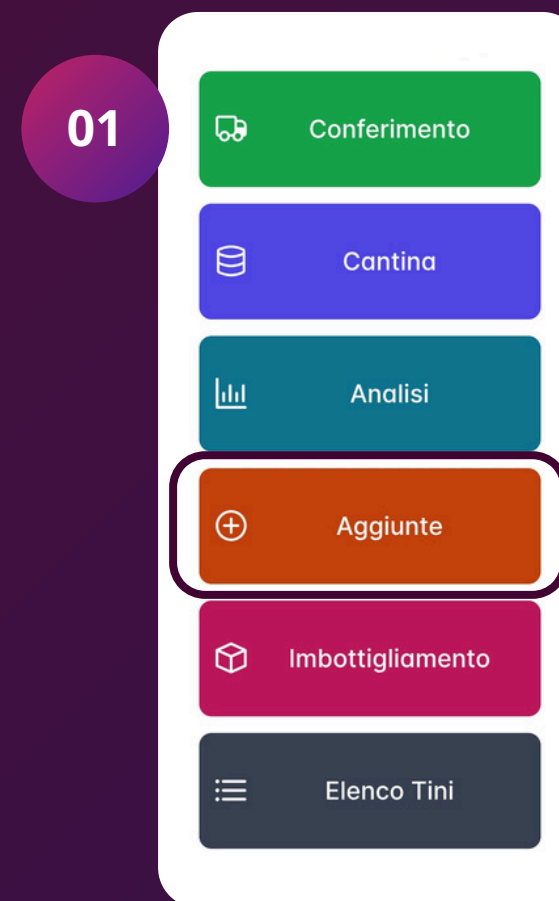 01
Conferimento
Cantina
Analisi
Aggiunte
Imbottigliamento
Elenco Tini